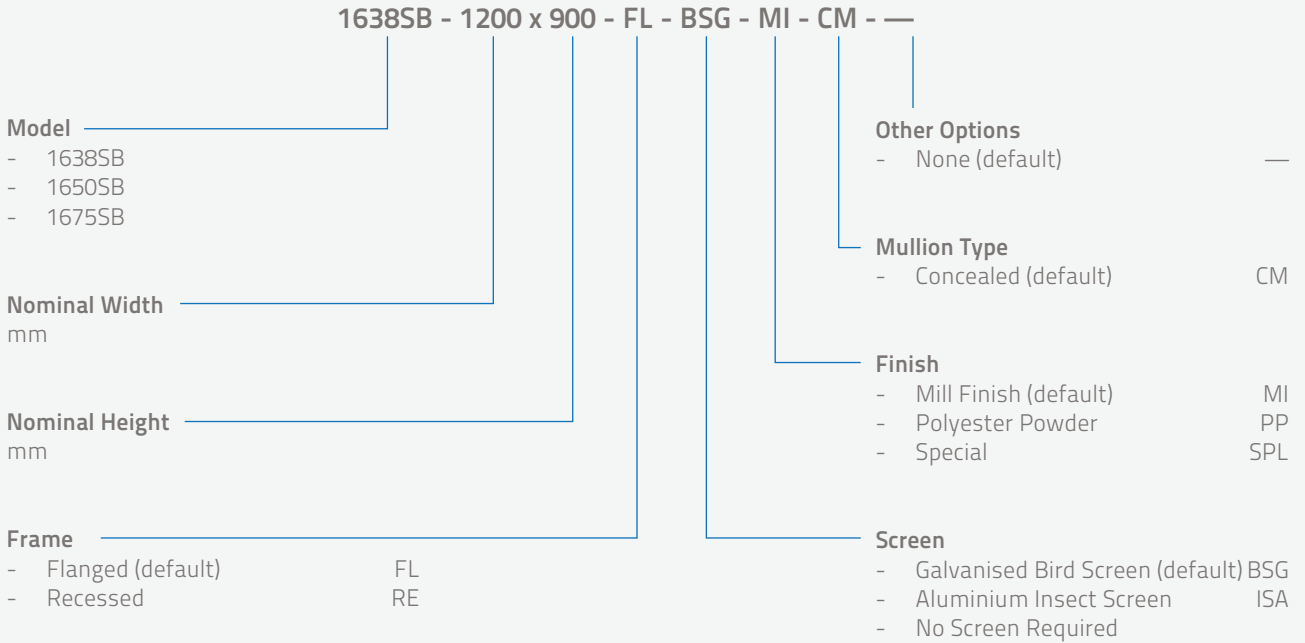 1638SB - 1200 x 900 - FL - BSG - MI - CM - —
Model
- 1638SB
- 1650SB
- 1675SB
Nominal Width
mm
Nominal Height
mm
Frame
- Flanged (default) FL
- Recessed RE
Other Options
- None (default) —
Mullion Type
- Concealed (default) CM
Finish
- Mill Finish (default) MI
- Polyester Powder PP
- Special SPL
Screen
- Galvanised Bird Screen (default) BSG
- Aluminium Insect Screen ISA
- No Screen Required